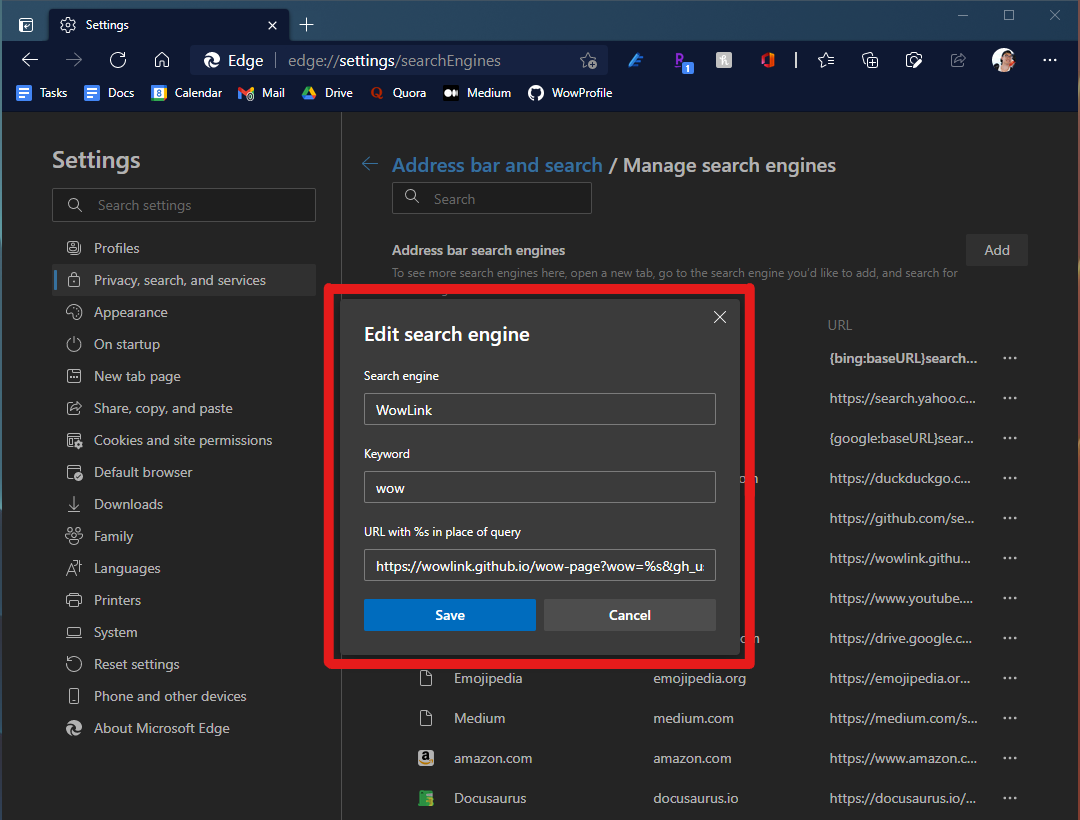 Settings
Edge
edge://settings/searchEngines
1
Tasks
Docs
8
Calendar
Mail
Drive
Quora
Medium
WowProfile
Settings
Search settings
Profiles
Privacy, search, and services
Appearance
On startup
New tab page
Share, copy, and paste
Cookies and site permissions
Default browser
Downloads
Family
Languages
Printers
System
Reset settings
Phone and other devices
About Microsoft Edge
Address bar and search / Manage search engines
Search
Address bar search engines
Add
To see more search engines here, open a new tab, go to the search engine you'd like to add, and search for
Edit search engine
Search engine
WowLink
Keyword
wow
URL with %s in place of query
https://wowlink.github.io/wow-page?wow=%s&gh_u
Save
Cancel
URL
{bing:baseURL}search...
https://search.yahoo.c...
{google:baseURL}sear...
https://duckduckgo.c...
https://github.com/se...
https://wowlink.githu...
https://www.youtube....
https://drive.google.c...
Emojipedia emojipedia.org https://emojipedia.or...
Medium medium.com https://medium.com/s...
amazon.com amazon.com https://www.amazon.c...
Docusaurus docusaurus.io https://docusaurus.io/...